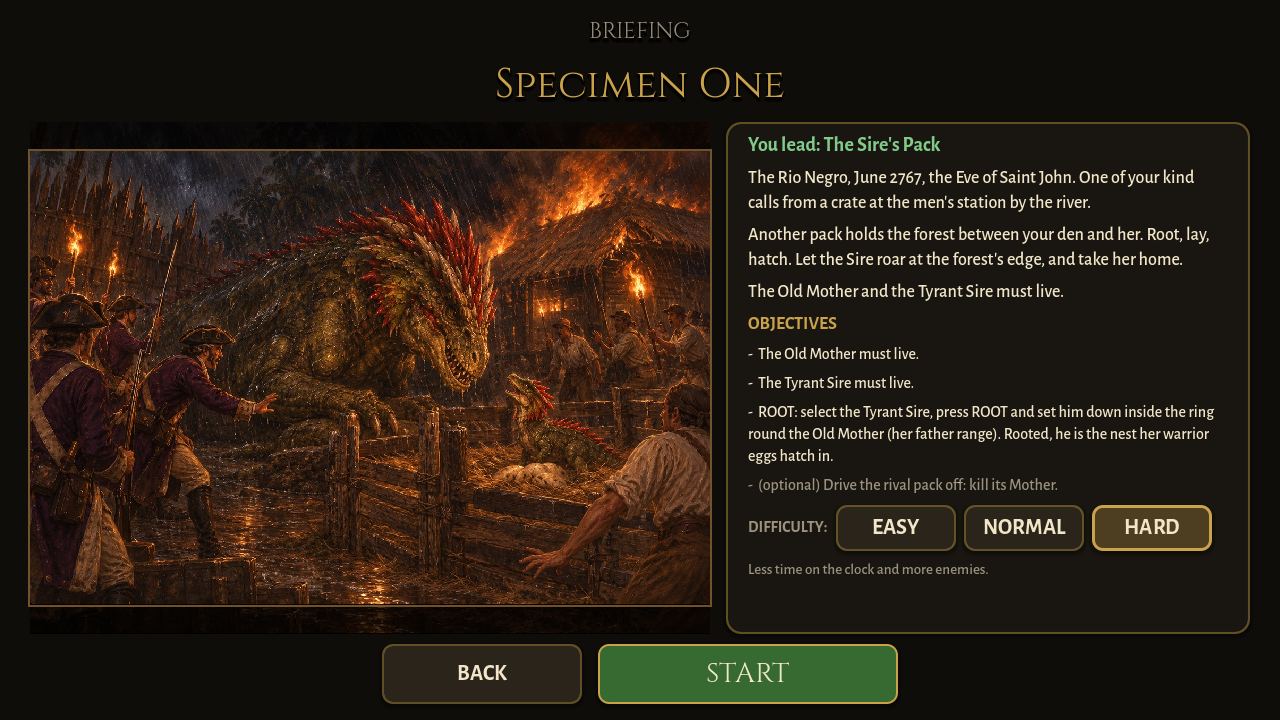 BRIEFING
Specimen One
You lead: The Sire's Pack
The Rio Negro, June 2767, the Eve of Saint John. One of your kind
calls from a crate at the men's station by the river.
Another pack holds the forest between your den and her. Root, lay,
hatch. Let the Sire roar at the forest's edge, and take her home.
The Old Mother and the Tyrant Sire must live.
OBJECTIVES
- The Old Mother must live.
- The Tyrant Sire must live.
- ROOT: select the Tyrant Sire, press ROOT and set him down inside the ring
round the Old Mother (her father range). Rooted, he is the nest her warrior
eggs hatch in.
- (optional) Drive the rival pack off: kill its Mother.
DIFFICULTY: EASY NORMAL HARD
Less time on the clock and more enemies.
BACK START